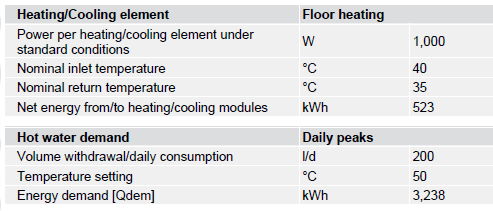 Heating/Cooling element Floor heating
Power per heating/cooling element under
standard conditions W 1,000
Nominal inlet temperature °C 40
Nominal return temperature °C 35
Net energy from/to heating/cooling modules kWh 523
Hot water demand Daily peaks
Volume withdrawal/daily consumption l/d 200
Temperature setting °C 50
Energy demand [Qdem] kWh 3,238